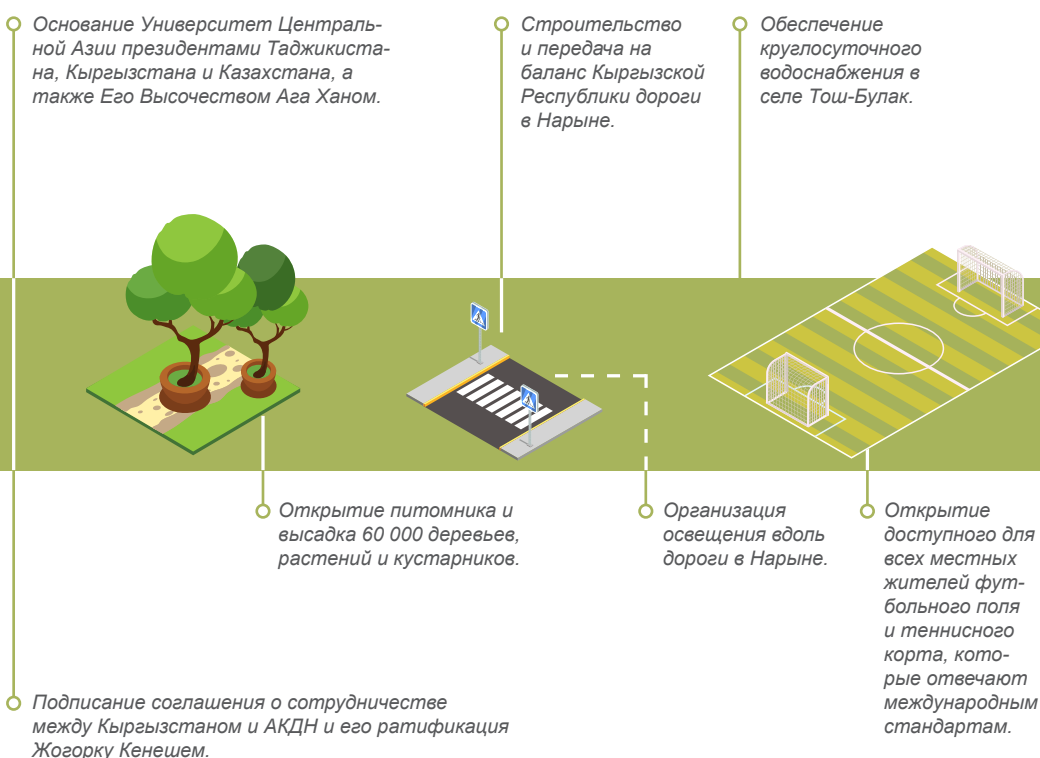 Основание Университет Централь-
ной Азии президентами Таджикиста-
на, Кыргызстана и Казахстана, а
также Его Высочеством Ага Ханом.
Строительство
и передача на
баланс Кыргызской
Республики дороги
в Нарыне.
Обеспечение
круглосуточного
водоснабжения в
селе Тош-Булак.
Открытие питомника и
высадка 60 000 деревьев,
растений и кустарников.
Организация
освещения вдоль
дороги в Нарыне.
Открытие
доступного для
всех местных
жителей фут-
больного поля
и теннисного
корта, кото-
рые отвечают
международным
стандартам.
Подписание соглашения о сотрудничестве
между Кыргызстаном и АКДН и его ратификация
Жогорку Кенешем.